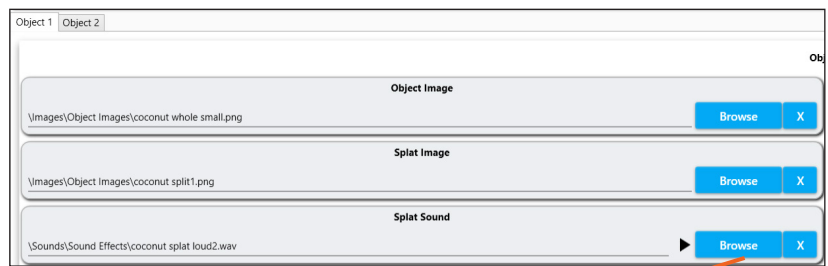 Object 1 Object 2
Obj
Object Image
\Images\Object Images\coconut whole small.png Browse X
Splat Image
\Images\Object Images\coconut split1.png Browse X
Splat Sound
\Sounds\Sound Effects\coconut splat loud2.wav Browse X